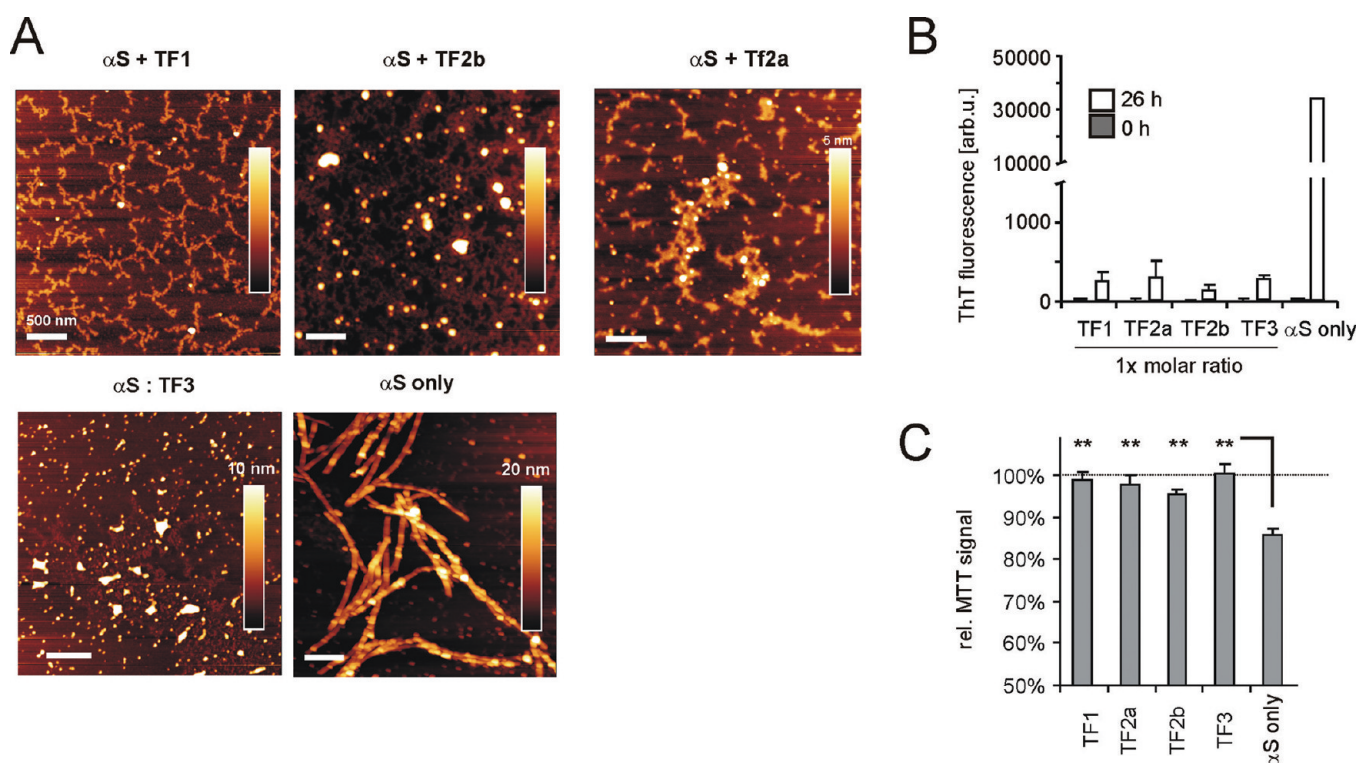 A
αS + TF1
αS + TF2b
αS + Tf2a
500 nm
5 nm
αS : TF3
αS only
10 nm
20 nm
B
ThT fluorescence [arb.u.]
50000
30000
10000
1000
0
26 h
0 h
TF1 TF2a TF2b TF3 αS only
1x molar ratio
C
rel. MTT signal
** ** ** **
100%
90%
80%
70%
60%
50%
TF1
TF2a
TF2b
TF3
αS only